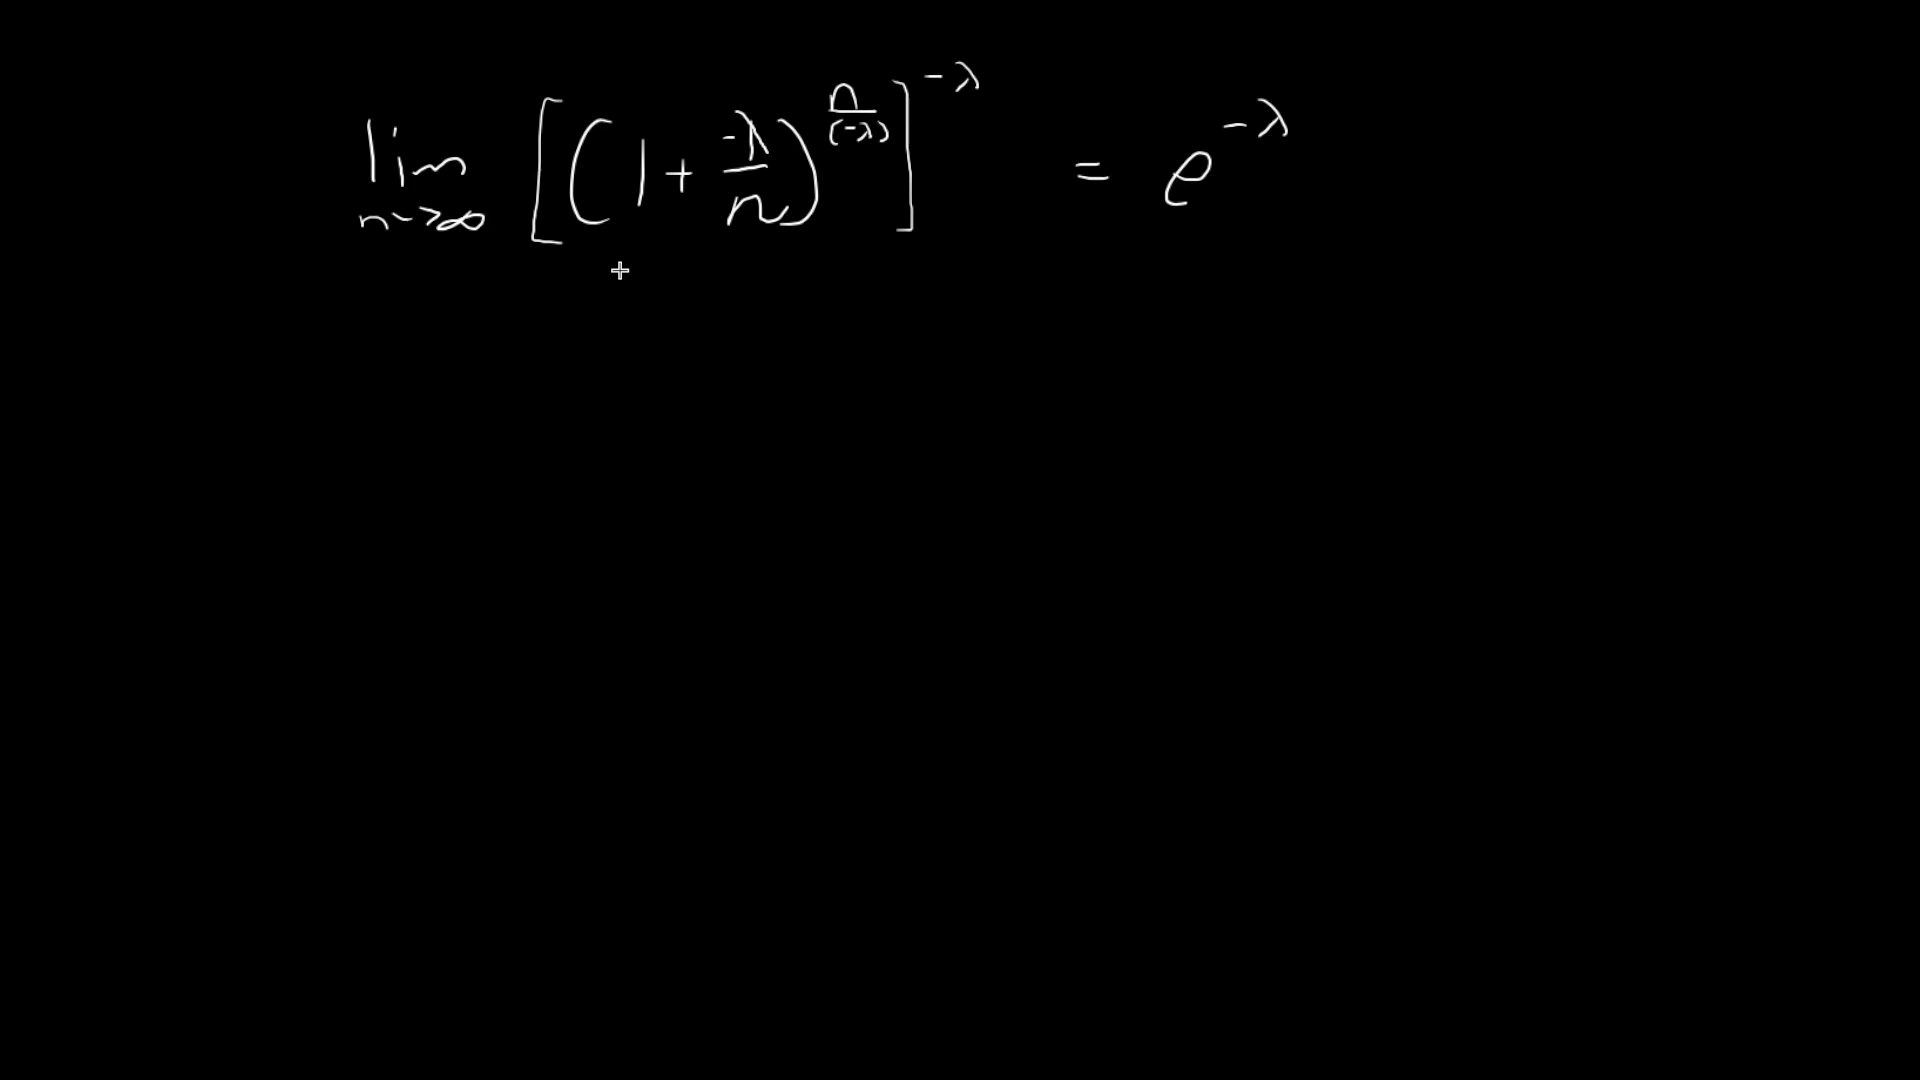 lim n->∞ [(1 + -λ/n)^(n/(-λ))]^(-λ) = e^(-λ)